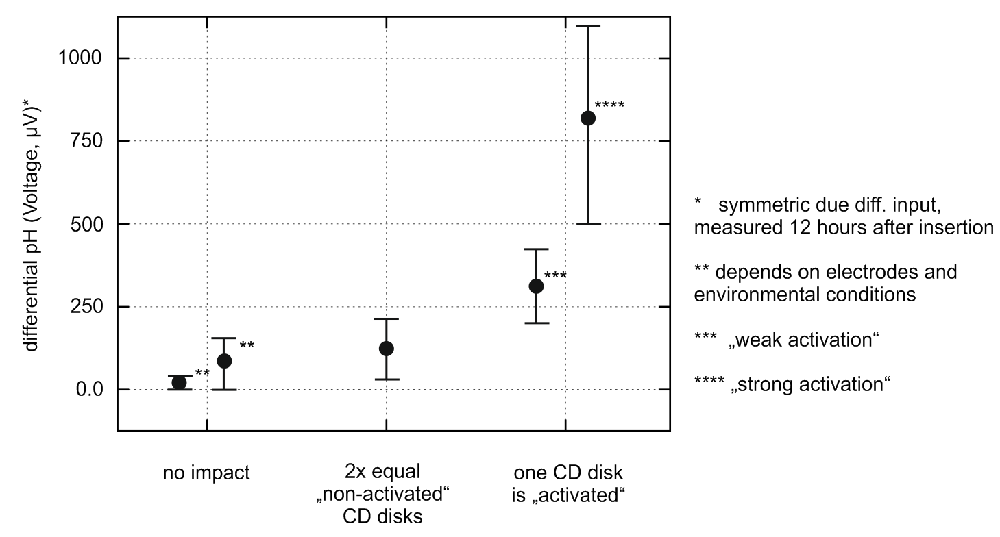 differential pH (Voltage, µV)*
1000
750
500
250
0.0
****
***
**
**
no impact
2x equal
„non-activated“
CD disks
one CD disk
is „activated“
* symmetric due diff. input,
measured 12 hours after insertion
** depends on electrodes and
environmental conditions
*** „weak activation“
**** „strong activation“